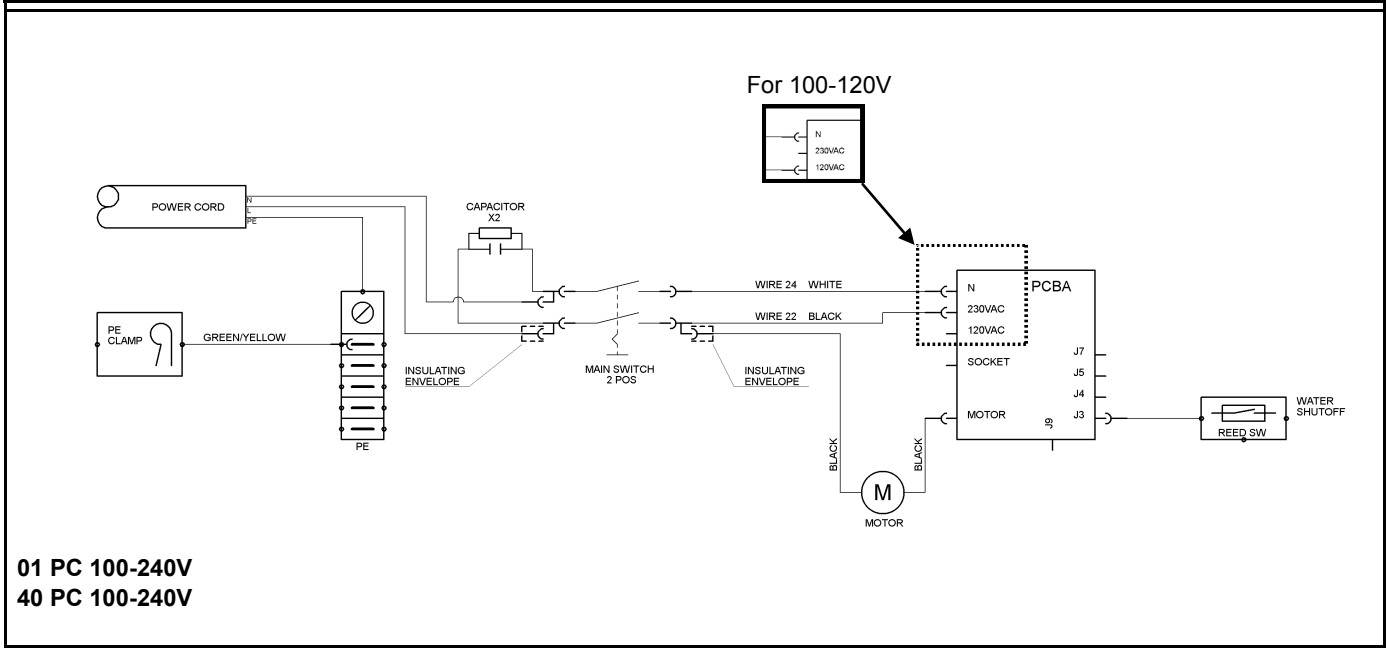 For 100-120V
N
230VAC
120VAC
POWER CORD
N
L
PE
CAPACITOR
X2
WIRE 24 WHITE
WIRE 22 BLACK
N
230VAC
120VAC
SOCKET
MOTOR
PCBA
J7
J5
J4
J3
J9
PE
CLAMP
GREEN/YELLOW
INSULATING
ENVELOPE
MAIN SWITCH
2 POS
INSULATING
ENVELOPE
WATER
SHUTOFF
REED SW
PE
BLACK
BLACK
M
MOTOR
01 PC 100-240V
40 PC 100-240V